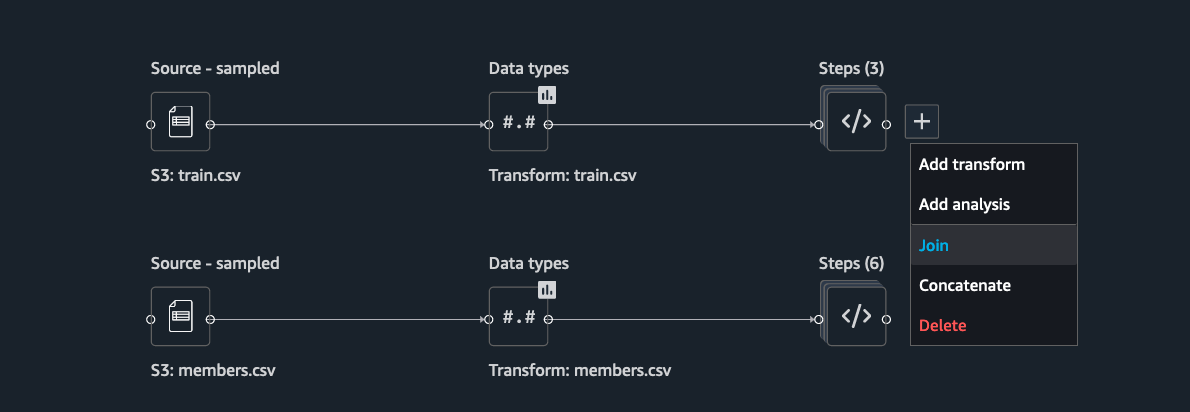 Source - sampled
Data types
Steps (3)
#.#
</>
+
S3: train.csv
Transform: train.csv
Add transform
Add analysis
Join
Concatenate
Delete
Source - sampled
Data types
Steps (6)
#.#
</>
S3: members.csv
Transform: members.csv